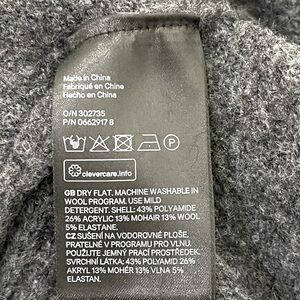 Made in China
Fabriqué en Chine
Hecho en China
O/N 302735
P/N 0662917 8
P
clevercare.info
GB DRY FLAT. MACHINE WASHABLE IN
WOOL PROGRAM. USE MILD
DETERGENT. SHELL: 43% POLYAMIDE
26% ACRYLIC 13% MOHAIR 13% WOOL
5% ELASTANE.
CZ SUŠENÍ NA VODOROVNÉ PLOŠE.
PRATELNÉ V PROGRAMU PRO VLNU.
POUŽIJTE JEMNÝ PRACÍ PROSTŘEDEK.
SVRCHNÍ LÁTKA: 43% POLYAMID 26%
AKRYL 13% MOHÉR 13% VLNA 5%
ELASTAN.